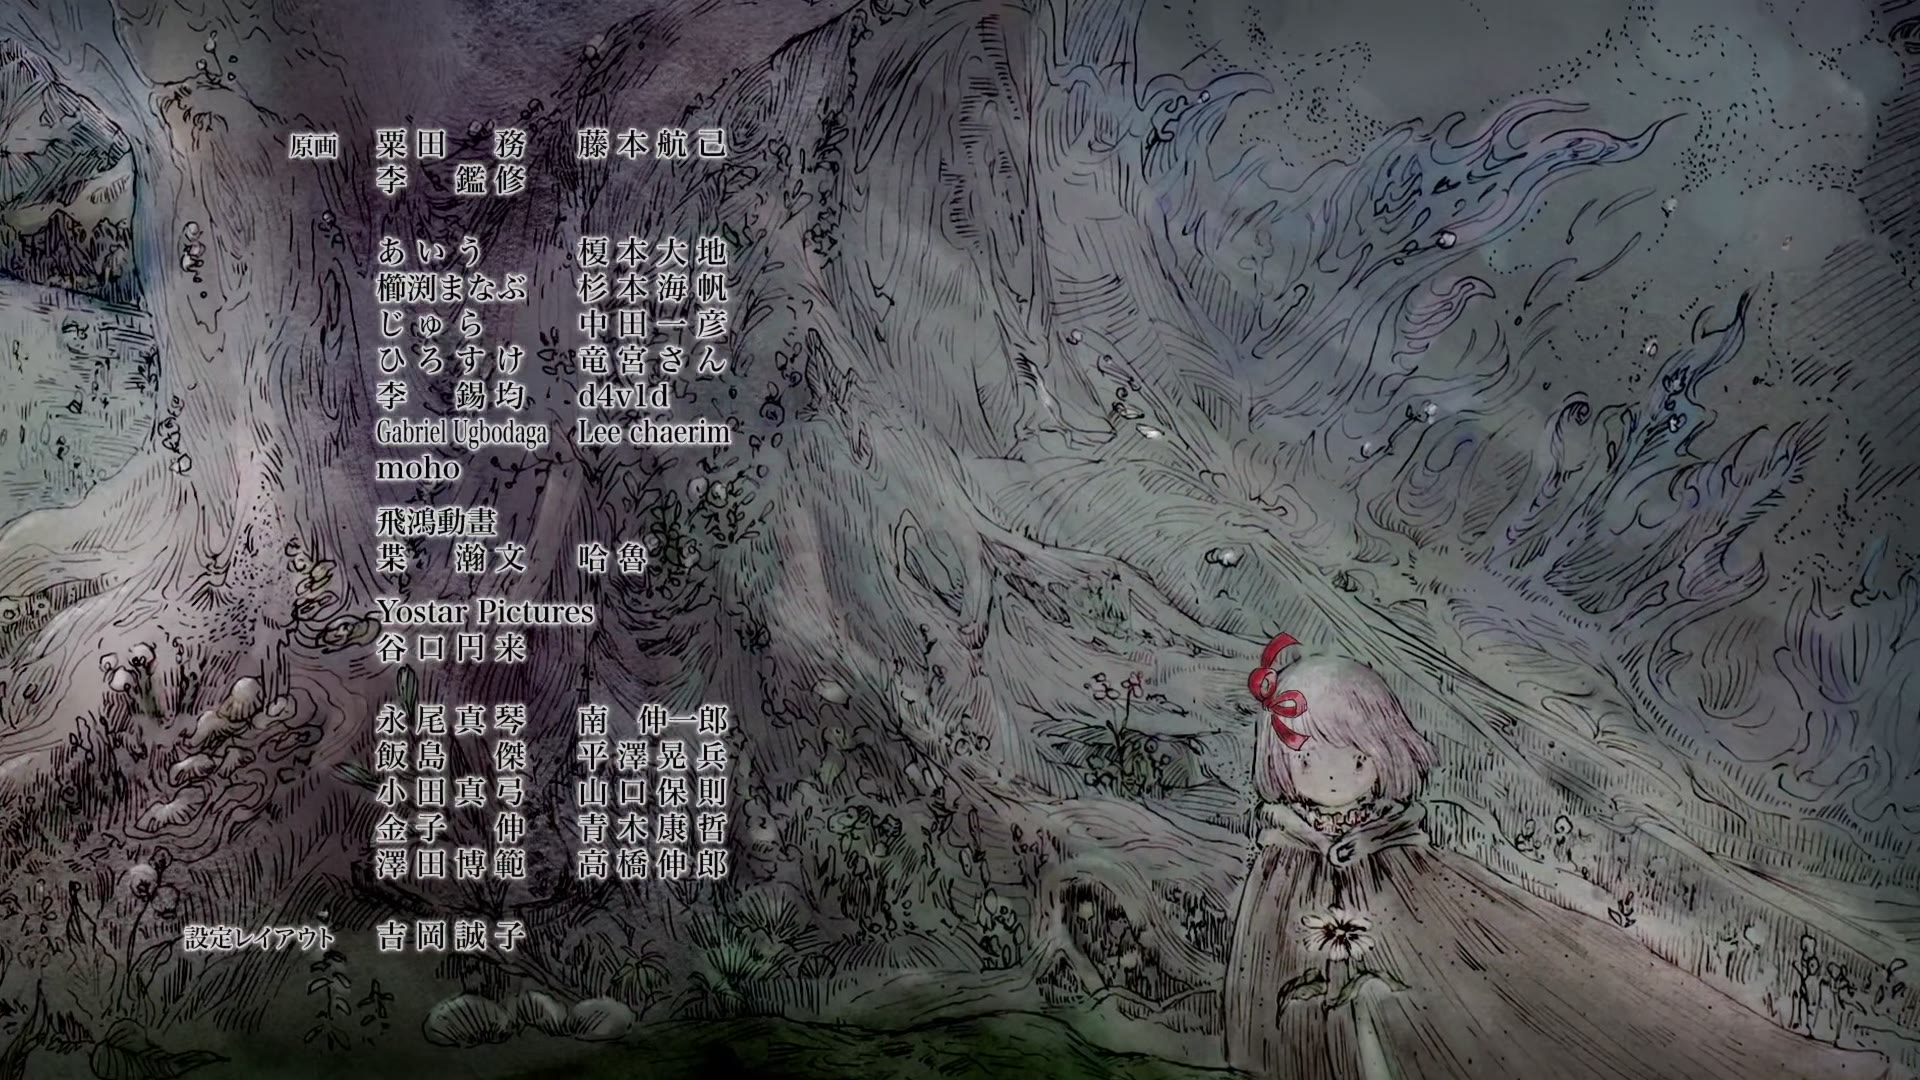 原画 粟田 務 藤本航己
李 鑑修
あいう 榎本大地
櫛渕まなぶ 杉本海帆
じゅら 中田一彦
ひろすけ 竜宮さん
李 錫均 d4v1d
Gabriel Ugbodaga Lee chaerim
moho
飛鴻動畫
瀚文 哈魯
Yostar Pictures
谷口円来
永尾真琴 南 伸一郎
飯島 傑 平澤晃兵
小田真弓 山口保則
金子 伸 青木康哲
澤田博範 高橋伸郎
設定レイアウト 吉岡誠子